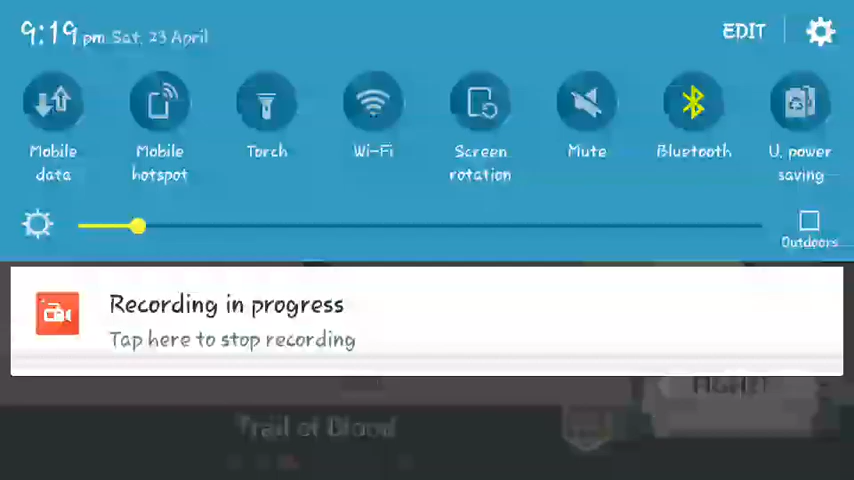 9:19 pm Sat, 23 April EDIT
Mobile data
Mobile hotspot
Torch
Wi-Fi
Screen rotation
Mute
Bluetooth
U. power saving
Outdoors
Recording in progress
Tap here to stop recording
Trail of Blood